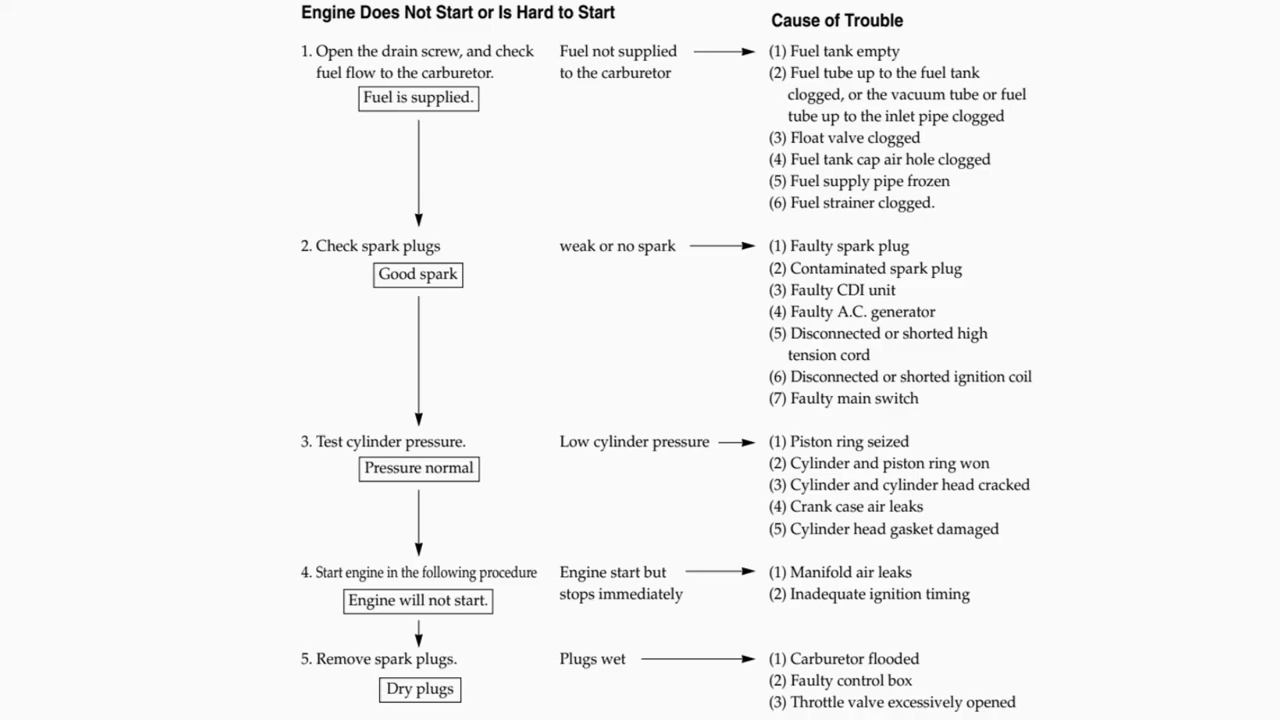 Engine Does Not Start or Is Hard to Start
Cause of Trouble
1. Open the drain screw, and check
fuel flow to the carburetor.
Fuel is supplied.
Fuel not supplied
to the carburetor
(1) Fuel tank empty
(2) Fuel tube up to the fuel tank
clogged, or the vacuum tube or fuel
tube up to the inlet pipe clogged
(3) Float valve clogged
(4) Fuel tank cap air hole clogged
(5) Fuel supply pipe frozen
(6) Fuel strainer clogged.
2. Check spark plugs
Good spark
weak or no spark
(1) Faulty spark plug
(2) Contaminated spark plug
(3) Faulty CDI unit
(4) Faulty A.C. generator
(5) Disconnected or shorted high
tension cord
(6) Disconnected or shorted ignition coil
(7) Faulty main switch
3. Test cylinder pressure.
Pressure normal
Low cylinder pressure
(1) Piston ring seized
(2) Cylinder and piston ring won
(3) Cylinder and cylinder head cracked
(4) Crank case air leaks
(5) Cylinder head gasket damaged
4. Start engine in the following procedure
Engine will not start.
Engine start but
stops immediately
(1) Manifold air leaks
(2) Inadequate ignition timing
5. Remove spark plugs.
Dry plugs
Plugs wet
(1) Carburetor flooded
(2) Faulty control box
(3) Throttle valve excessively opened